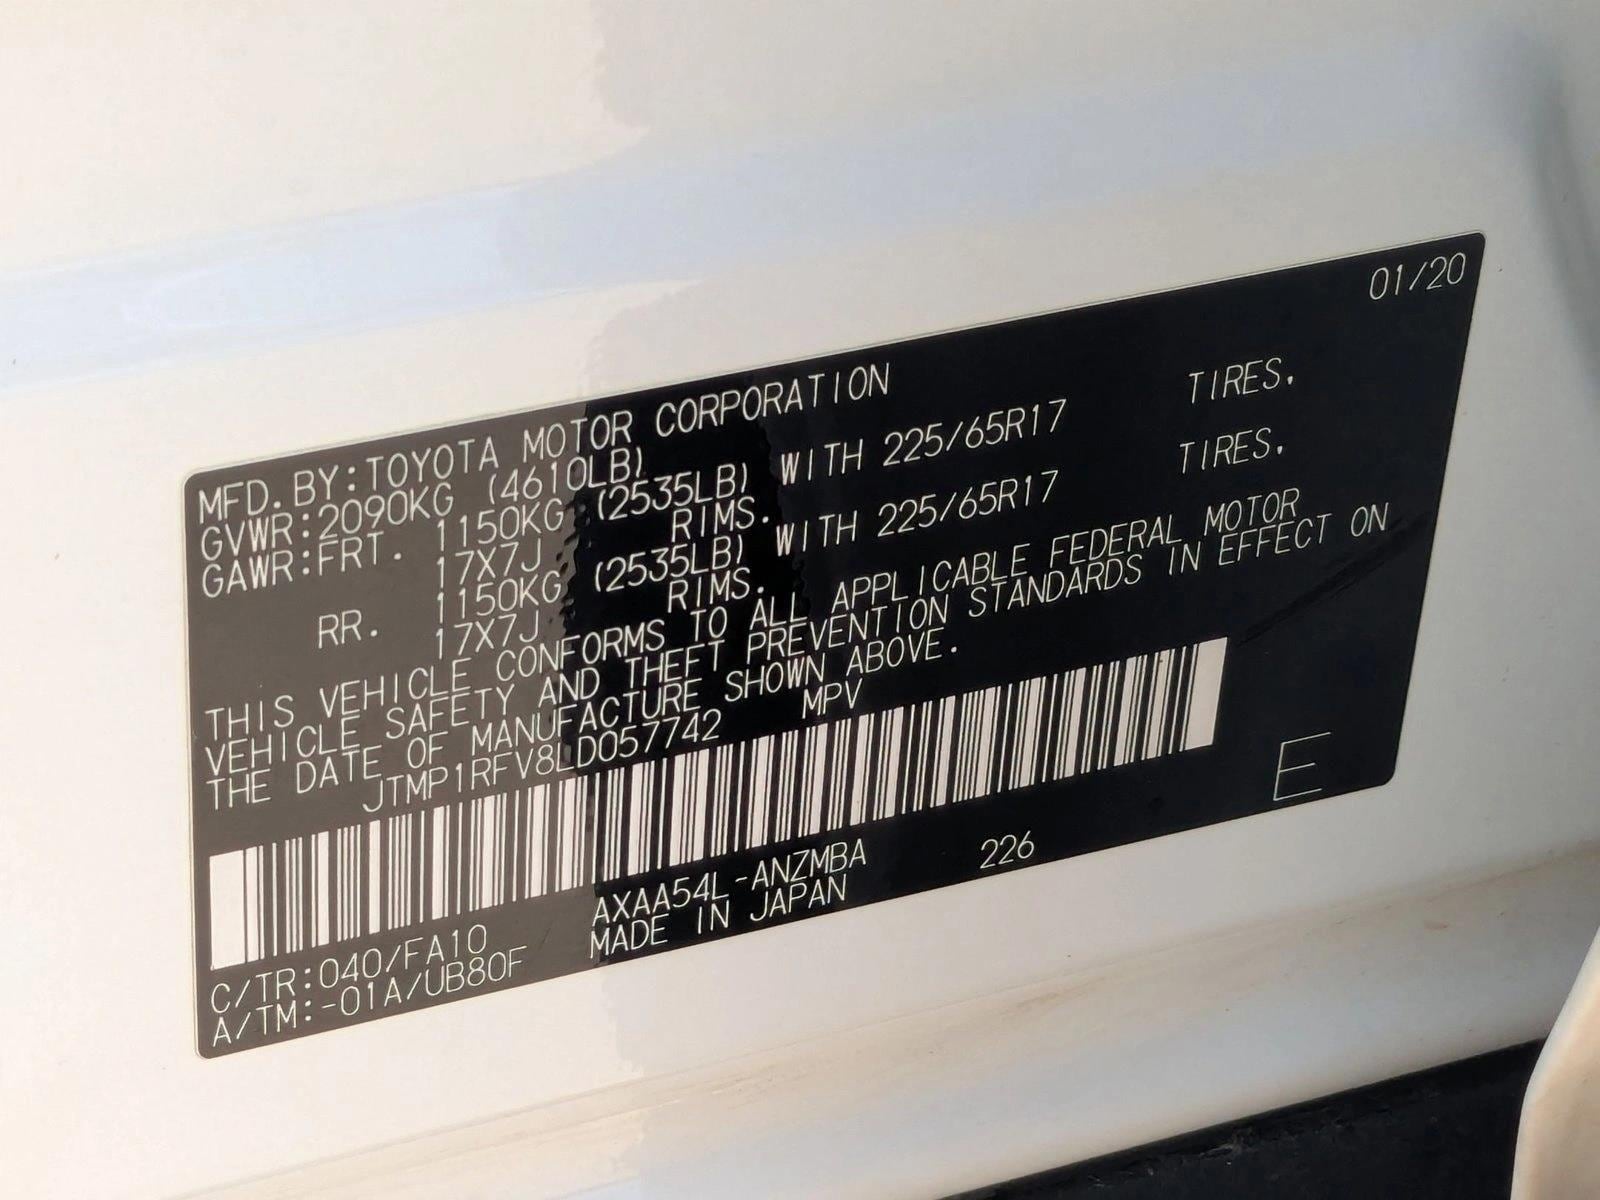 01/20
MFD. BY:TOYOTA MOTOR CORPORATION
GVWR:2090KG (4610LB)
GAWR:FRT. 1150KG (2535LB) WITH 225/65R17 TIRES,
17X7J RIMS.
RR. 1150KG (2535LB) WITH 225/65R17 TIRES,
17X7J RIMS.
THIS VEHICLE CONFORMS TO ALL APPLICABLE FEDERAL MOTOR
VEHICLE SAFETY AND THEFT PREVENTION STANDARDS IN EFFECT ON
THE DATE OF MANUFACTURE SHOWN ABOVE.
JTMP1RFV8LD057742 MPV
E
AXAA54L-ANZMBA 226
C/TR:040/FA10 MADE IN JAPAN
A/TM:-01A/UB80F